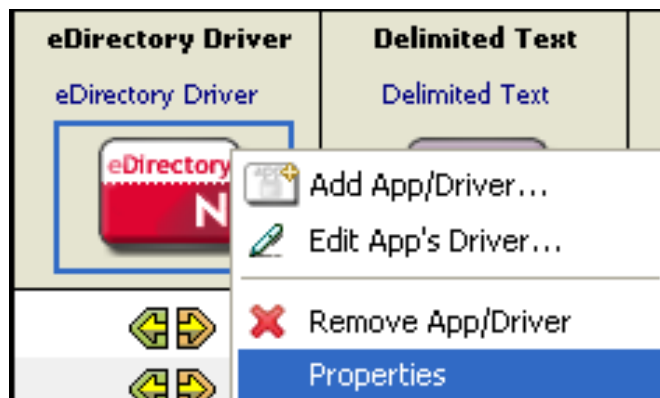 eDirectory Driver
Delimited Text
eDirectory Driver
Delimited Text
eDirectory
N
Add App/Driver...
Edit App's Driver...
Remove App/Driver
Properties